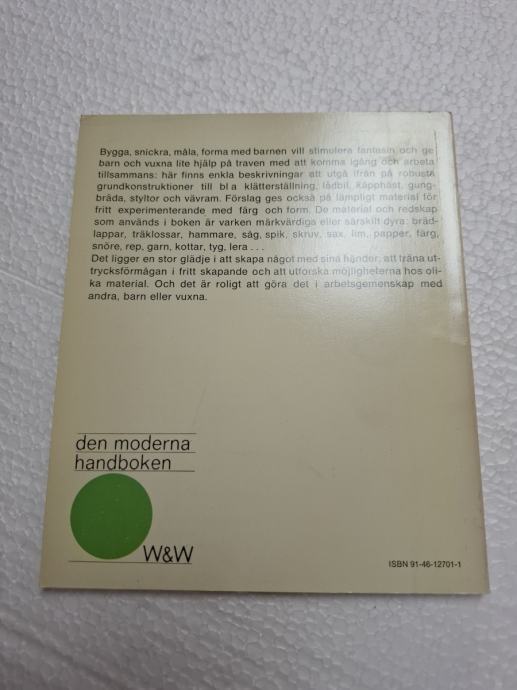 Bygga, snickra, måla, forma med barnen vill stimulera fantasin och ge
barn och vuxna lite hjälp på traven med att komma igång och arbeta
tillsammans: här finns enkla beskrivningar att utgå ifrån på robusta
grundkonstruktioner till bl a klätterställning, lådbil, käpphäst, gung-
bräda, styltor och vävram. Förslag ges också på lämpligt material för
fritt experimenterande med färg och form. De material och redskap
som används i boken är varken märkvärdiga eller särskilt dyra: bräd-
lappar, träklossar, hammare, såg, spik, skruv, sax, lim, papper, färg,
snöre, rep, garn, kottar, tyg, lera ...
Det ligger en stor glädje i att skapa något med sina händer, att träna ut-
trycksförmågan i fritt skapande och att utforska möjligheterna hos oli-
ka material. Och det är roligt att göra det i arbetsgemenskap med
andra, barn eller vuxna.
den moderna
handboken
W&W
ISBN 91-46-12701-1